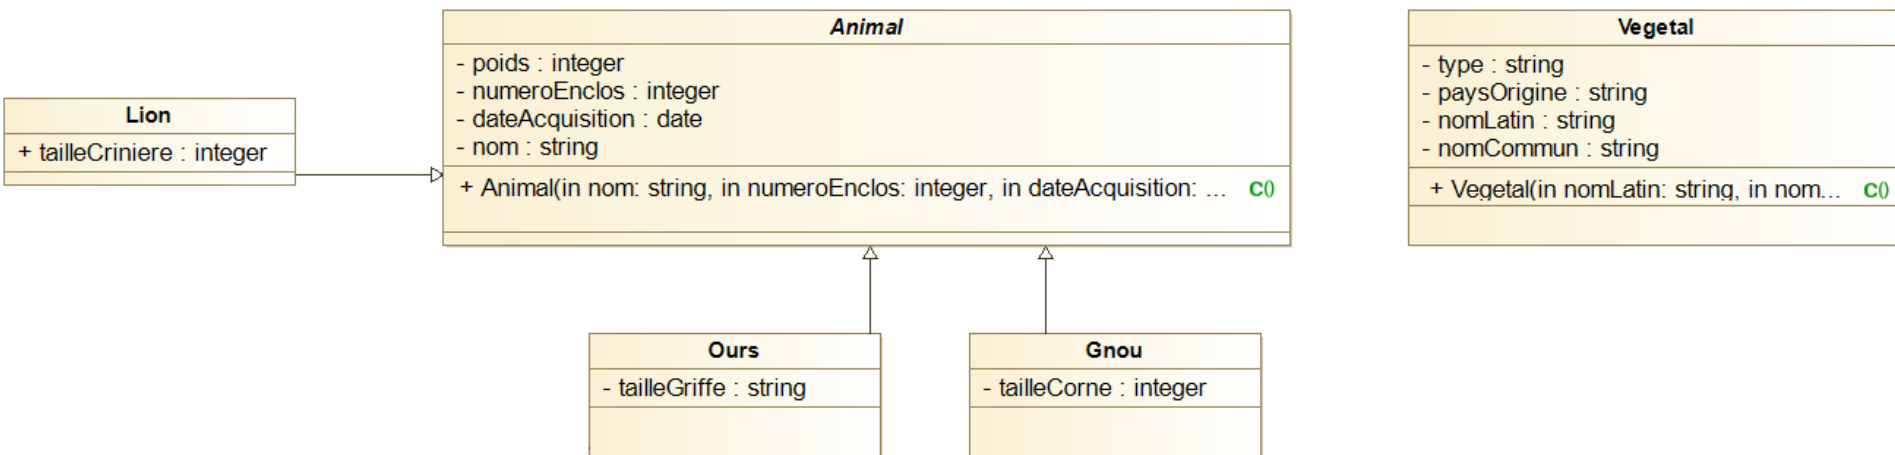 Animal
- poids : integer
- numeroEnclos : integer
- dateAcquisition : date
- nom : string
+ Animal(in nom: string, in numeroEnclos: integer, in dateAcquisition: ... C()
Vegetal
- type : string
- paysOrigine : string
- nomLatin : string
- nomCommun : string
+ Vegetal(in nomLatin: string, in nom... C()
Lion
+ tailleCriniere : integer
Ours
- tailleGriffe : string
Gnou
- tailleCorne : integer